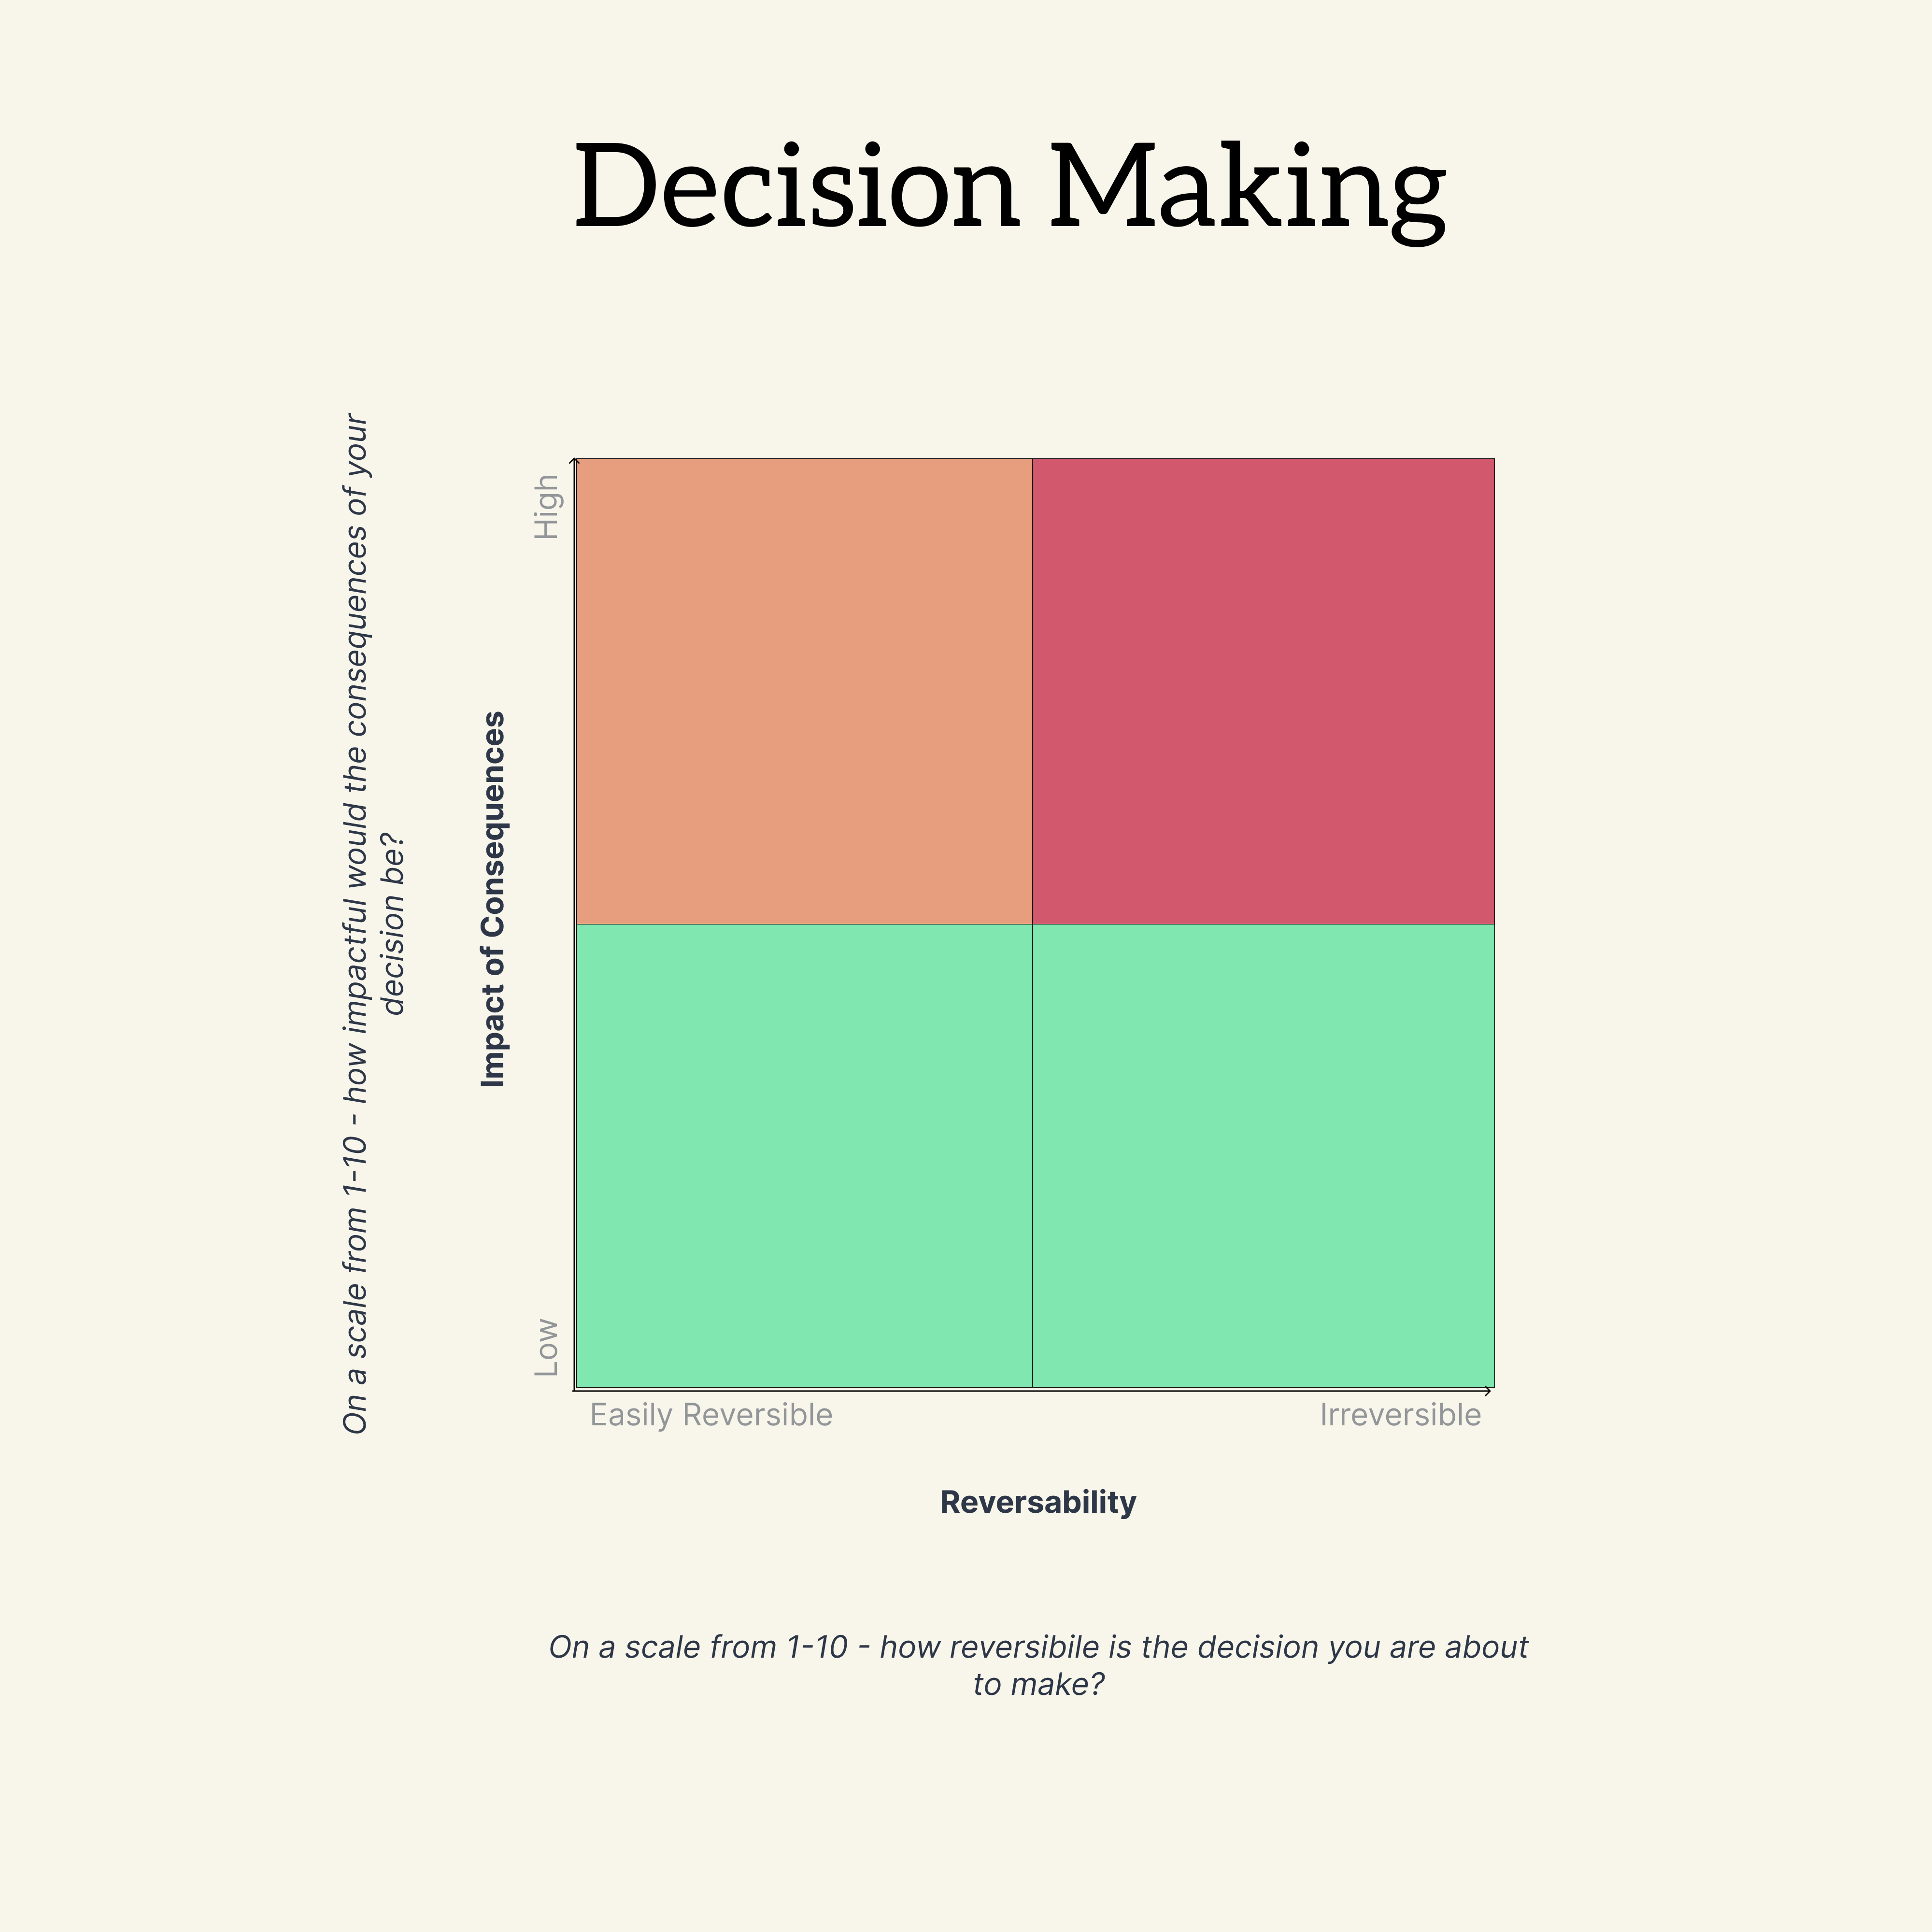 Decision Making
On a scale from 1-10 - how impactful would the consequences of your
decision be?
Impact of Consequences
High
Low
Easily Reversible
Irreversible
Reversability
On a scale from 1-10 - how reversibile is the decision you are about
to make?